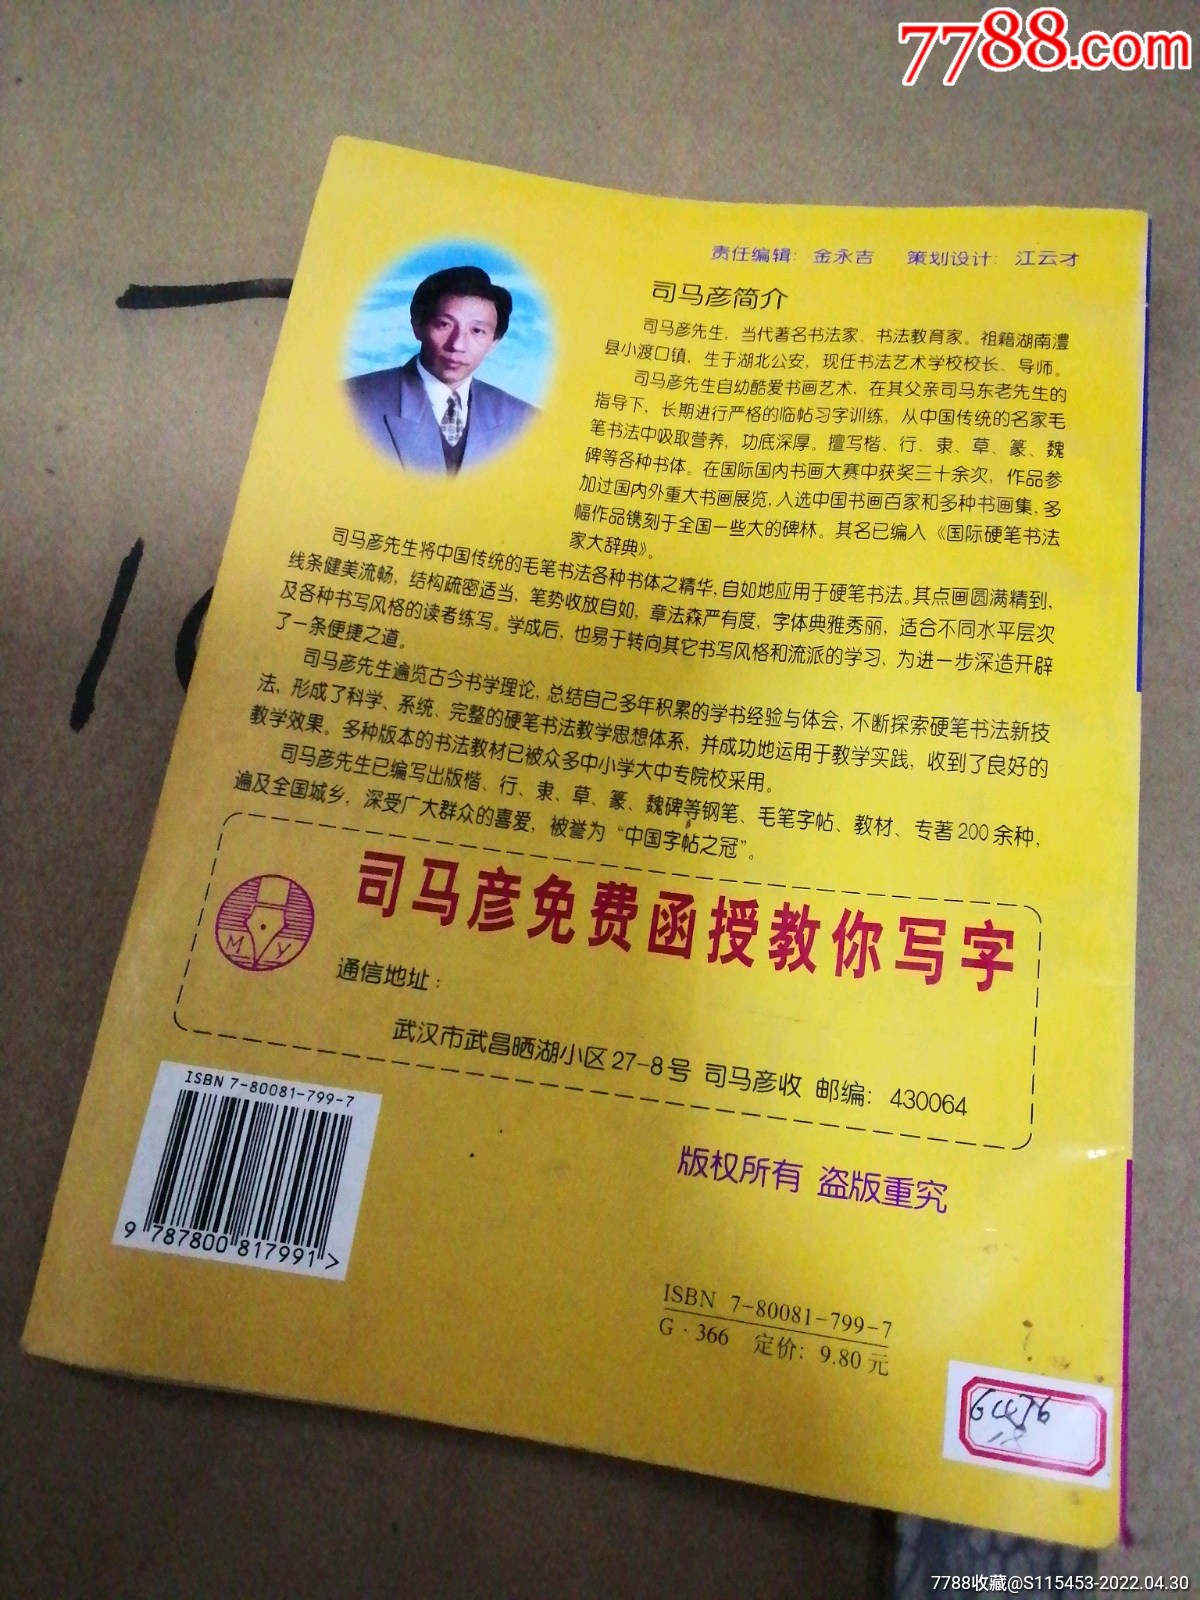 7788.com
责任编辑：金永吉 策划设计：江云才
司马彦简介
司马彦先生，当代著名书法家、书法教育家。祖籍湖南澧
县小渡口镇，生于湖北公安，现任书法艺术学校校长、导师。
司马彦先生自幼酷爱书画艺术，在其父亲司马东老先生的
指导下，长期进行严格的临帖习字训练，从中国传统的名家毛
笔书法中吸取营养，功底深厚。擅写楷、行、隶、草、篆、魏
碑等各种书体。在国际国内书画大赛中获奖三十余次，作品参
加过国内外重大书画展览，入选中国书画百家和多种书画集，多
幅作品镌刻于全国一些大的碑林。其名已编入《国际硬笔书法
家大辞典》。
司马彦先生将中国传统的毛笔书法各种书体之精华，自如地应用于硬笔书法。其点画圆满精到，
线条健美流畅，结构疏密适当，笔势收放自如，章法森严有度，字体典雅秀丽，适合不同水平层次
及各种书写风格的读者练写。学成后，也易于转向其它书写风格和流派的学习，为进一步深造开辟
了一条便捷之道。
司马彦先生遍览古今书学理论，总结自己多年积累的学书经验与体会，不断探索硬笔书法新技
法，形成了科学、系统、完整的硬笔书法教学思想体系，并成功地运用于教学实践，收到了良好的
教学效果。多种版本的书法教材已被众多中小学大中专院校采用。
司马彦先生已编写出版楷、行、隶、草、篆、魏碑等钢笔、毛笔字帖、教材、专著200余种，
遍及全国城乡，深受广大群众的喜爱，被誉为“中国字帖之冠”。
司马彦免费函授教你写字
M Y
通信地址：
武汉市武昌晒湖小区27-8号 司马彦收 邮编：430064
ISBN 7-80081-799-7
9 787800 817991 >
版权所有 盗版重究
ISBN 7-80081-799-7
G·366 定价：9.80元
7788收藏@S115453-2022.04.30